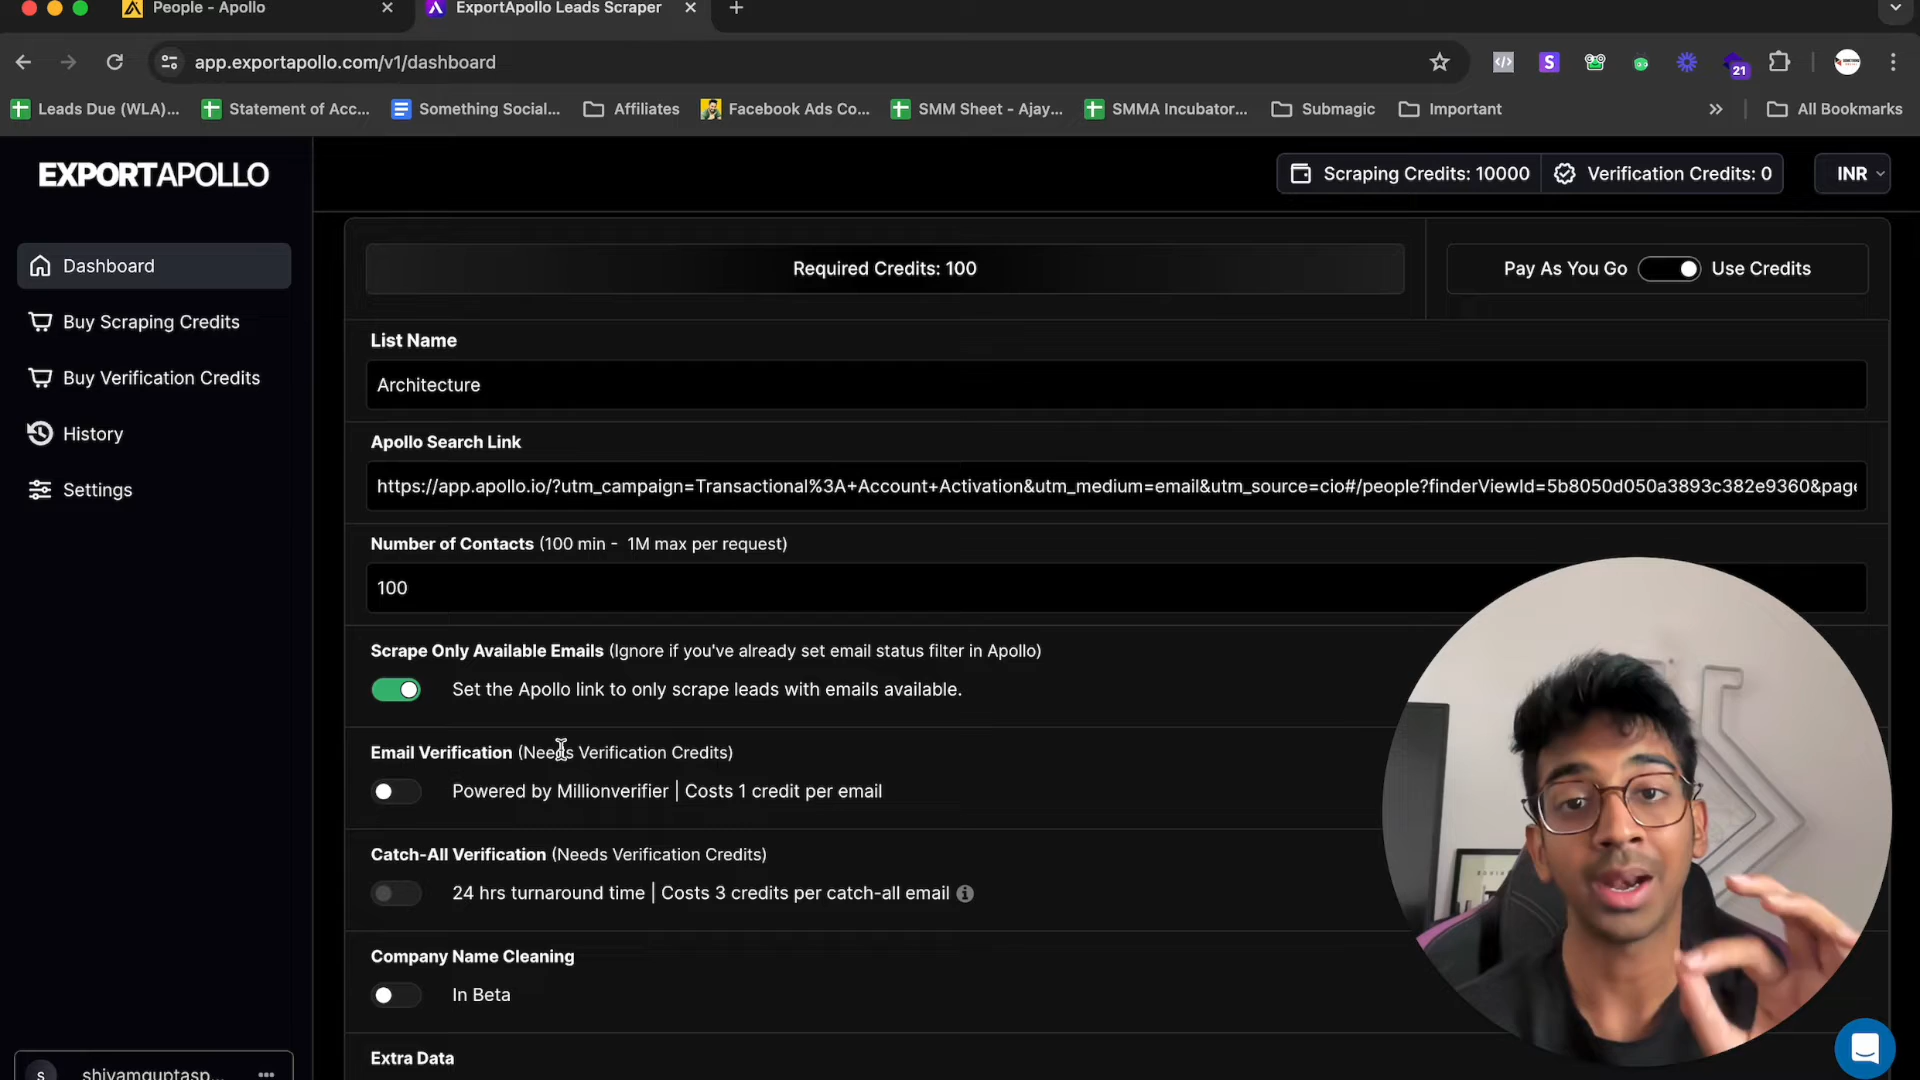 People - Apollo
ExportApollo Leads Scraper
app.exportapollo.com/v1/dashboard
21
Leads Due (WLA)...
Statement of Acc...
Something Social...
Affiliates
Facebook Ads Co...
SMM Sheet - Ajay...
SMMA Incubator...
Submagic
Important
All Bookmarks
EXPORTAPOLLO
Scraping Credits: 10000
Verification Credits: 0
INR
Dashboard
Buy Scraping Credits
Buy Verification Credits
History
Settings
Required Credits: 100
Pay As You Go
Use Credits
List Name
Architecture
Apollo Search Link
https://app.apollo.io/?utm_campaign=Transactional%3A+Account+Activation&utm_medium=email&utm_source=cio#/people?finderViewId=5b8050d050a3893c382e9360&page
Number of Contacts (100 min - 1M max per request)
100
Scrape Only Available Emails (Ignore if you've already set email status filter in Apollo)
Set the Apollo link to only scrape leads with emails available.
Email Verification (Needs Verification Credits)
Powered by Millionverifier | Costs 1 credit per email
Catch-All Verification (Needs Verification Credits)
24 hrs turnaround time | Costs 3 credits per catch-all email
Company Name Cleaning
In Beta
Extra Data
s
shivamguptasp...